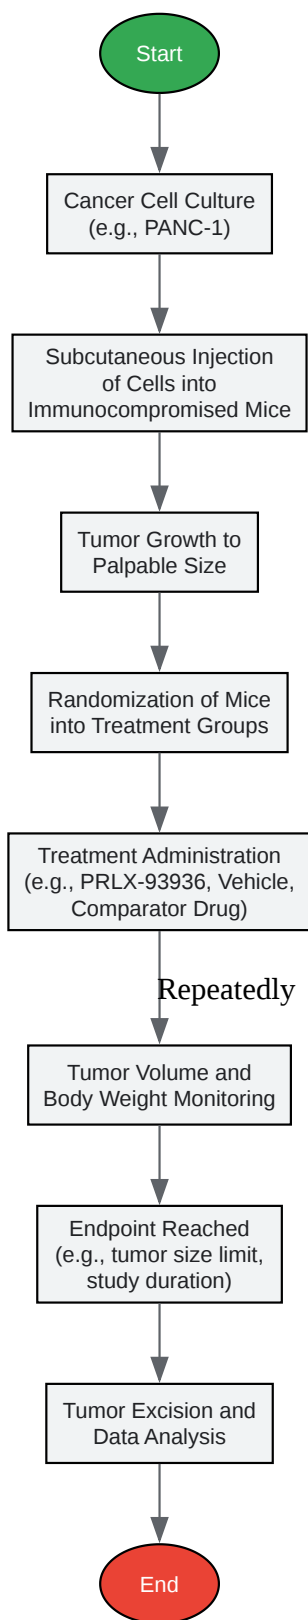 Start
Cancer Cell Culture
(e.g., PANC-1)
Subcutaneous Injection
of Cells into
Immunocompromised Mice
Tumor Growth to
Palpable Size
Randomization of Mice
into Treatment Groups
Treatment Administration
(e.g., PRLX-93936, Vehicle,
Comparator Drug)
Repeatedly
Tumor Volume and
Body Weight Monitoring
Endpoint Reached
(e.g., tumor size limit,
study duration)
Tumor Excision and
Data Analysis
End